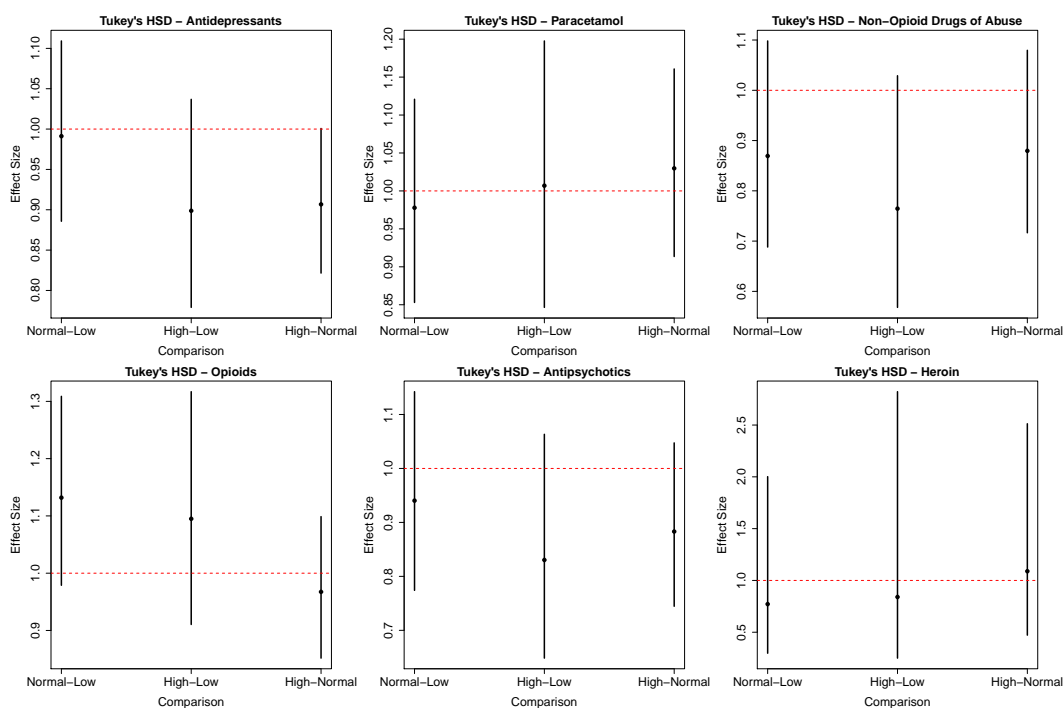 Tukey's HSD − Antidepressants
Effect Size
0.80 0.85 0.90 0.95 1.00 1.05 1.10
Normal−Low High−Low High−Normal
Comparison
Tukey's HSD − Paracetamol
Effect Size
0.85 0.90 0.95 1.00 1.05 1.10 1.15 1.20
Normal−Low High−Low High−Normal
Comparison
Tukey's HSD − Non−Opioid Drugs of Abuse
Effect Size
0.6 0.7 0.8 0.9 1.0 1.1
Normal−Low High−Low High−Normal
Comparison
Tukey's HSD − Opioids
Effect Size
0.9 1.0 1.1 1.2 1.3
Normal−Low High−Low High−Normal
Comparison
Tukey's HSD − Antipsychotics
Effect Size
0.7 0.8 0.9 1.0 1.1
Normal−Low High−Low High−Normal
Comparison
Tukey's HSD − Heroin
Effect Size
0.5 1.0 1.5 2.0 2.5
Normal−Low High−Low High−Normal
Comparison